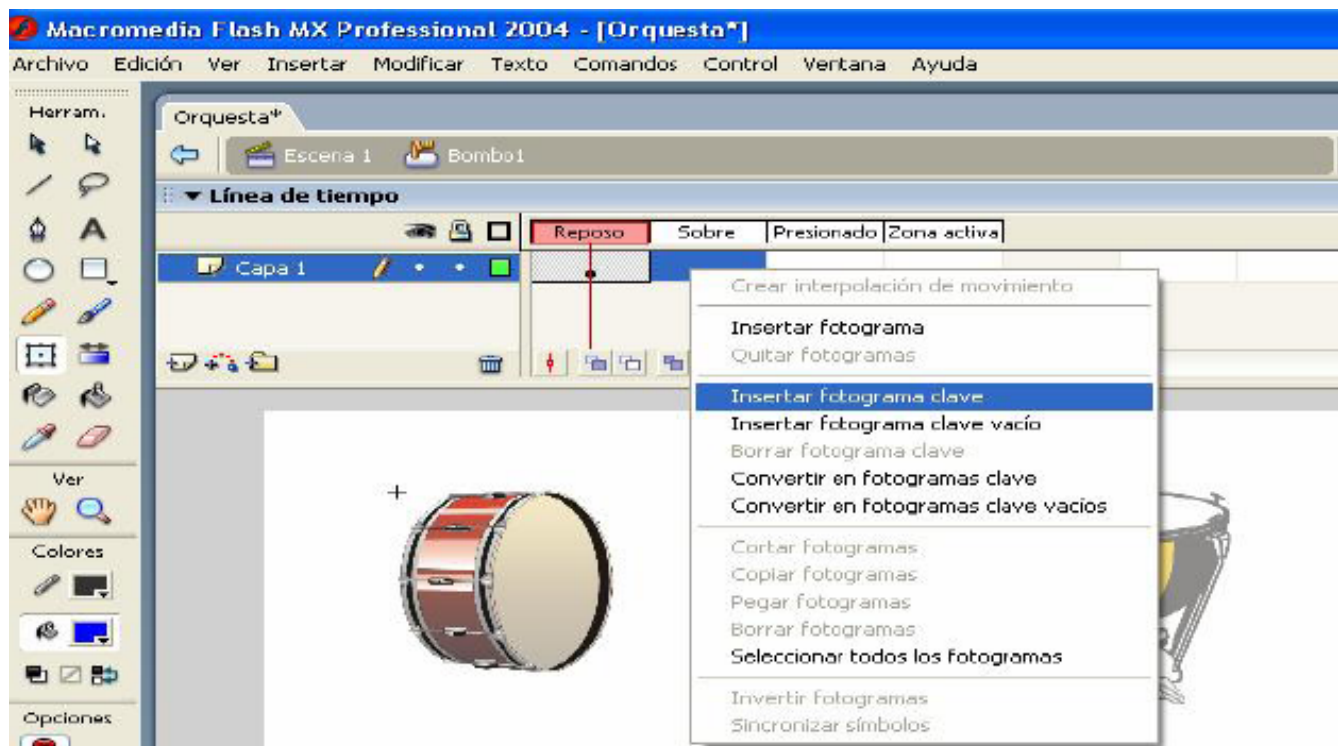 Macromedia Flash MX Professional 2004 - [Orquesta*]
Archivo Edición Ver Insertar Modificar Texto Comandos Control Ventana Ayuda
Herram.
Orquesta*
Escena 1 Bombo1
Línea de tiempo
Reposo Sobre Presionado Zona activa
Capa 1
Crear interpolación de movimiento
Insertar fotograma
Quitar fotogramas
Insertar fotograma clave
Insertar fotograma clave vacío
Borrar fotograma clave
Convertir en fotogramas clave
Convertir en fotogramas clave vacíos
Cortar fotogramas
Copiar fotogramas
Pegar fotogramas
Borrar fotogramas
Seleccionar todos los fotogramas
Invertir fotogramas
Sincronizar símbolos
Ver
Colores
Opciones